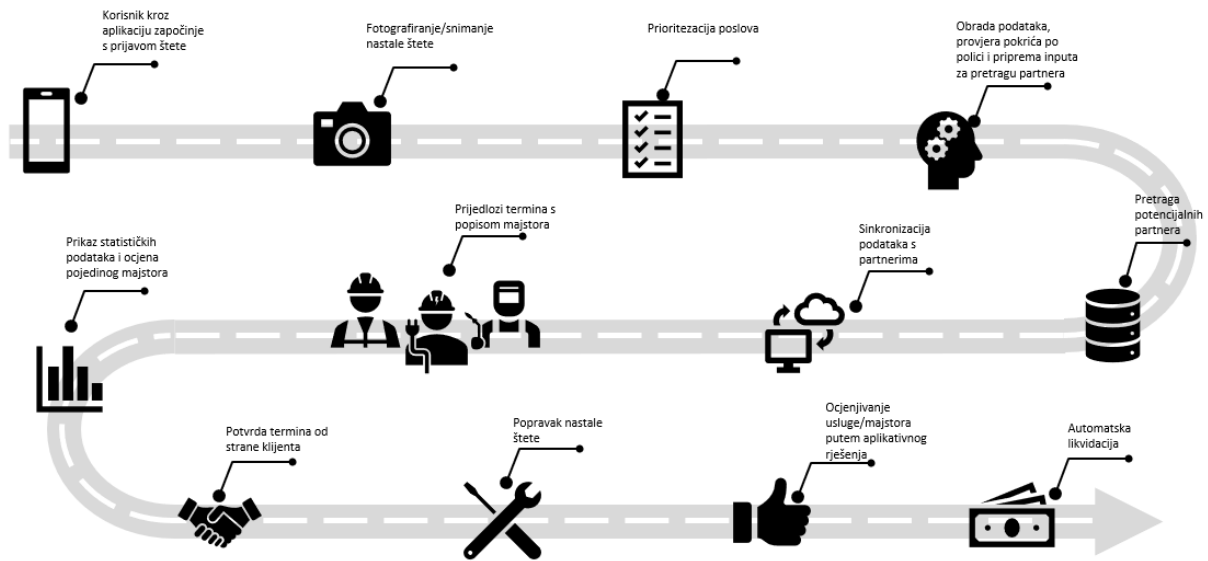 Korisnik kroz
aplikaciju započinje
s prijavom štete
Fotografiranje/snimanje
nastale štete
Prioritezacija poslova
Obrada podataka,
provjera pokrića po
polici i priprema inputa
za pretragu partnera
Pretraga
potencijalnih
partnera
Sinkronizacija
podataka s
partnerima
Prijedlozi termina s
popisom majstora
Prikaz statističkih
podataka i ocjena
pojedinog majstora
Potvrda termina od
strane klijenta
Popravak nastale
štete
Ocjenjivanje
usluge/majstora
putem aplikativnog
rješenja
Automatska
likvidacija